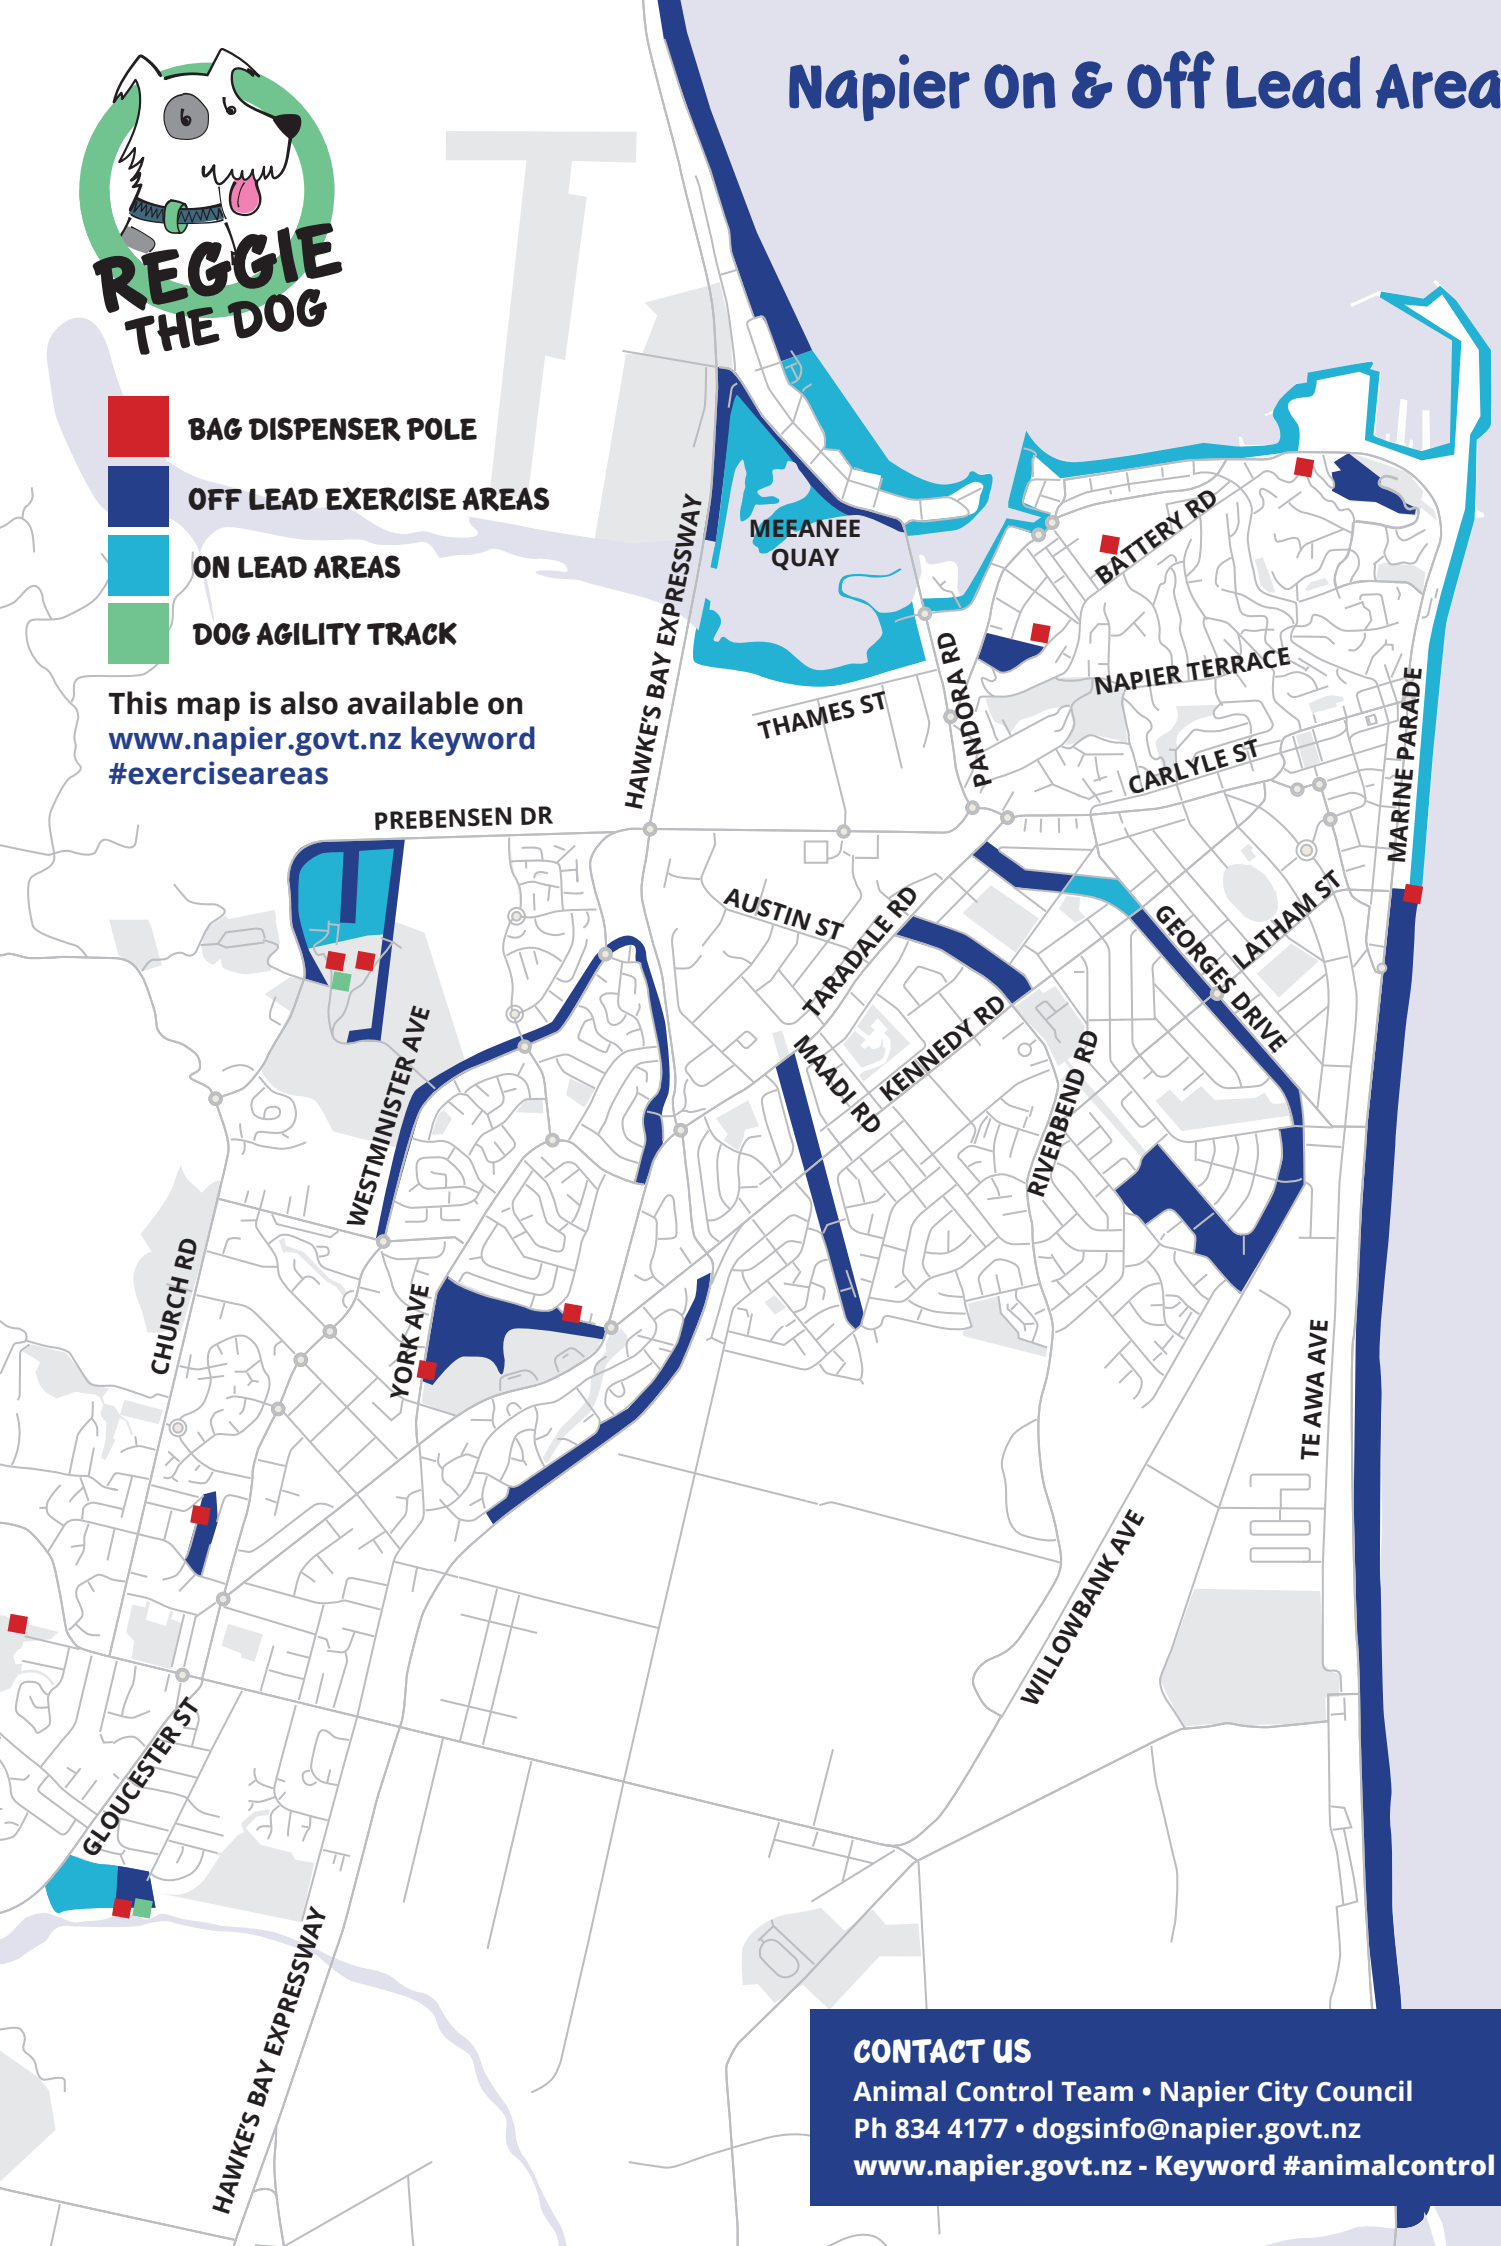 Napier On & Off Lead Area
REGGIE
THE DOG
BAG DISPENSER POLE
OFF LEAD EXERCISE AREAS
ON LEAD AREAS
DOG AGILITY TRACK
This map is also available on
www.napier.govt.nz keyword
#exerciseareas
MEEANEE
QUAY
HAWKE'S BAY EXPRESSWAY
BATTERY RD
NAPIER TERRACE
PANDORA RD
THAMES ST
CARLYLE ST
MARINE PARADE
PREBENSEN DR
AUSTIN ST
TARADALE RD
GEORGES DRIVE
LATHAM ST
MAADI RD
KENNEDY RD
RIVERBEND RD
WESTMINISTER AVE
CHURCH RD
YORK AVE
TE AWA AVE
WILLOWBANK AVE
GLOUCESTER ST
HAWKE'S BAY EXPRESSWAY
CONTACT US
Animal Control Team • Napier City Council
Ph 834 4177 • dogsinfo@napier.govt.nz
www.napier.govt.nz - Keyword #animalcontrol